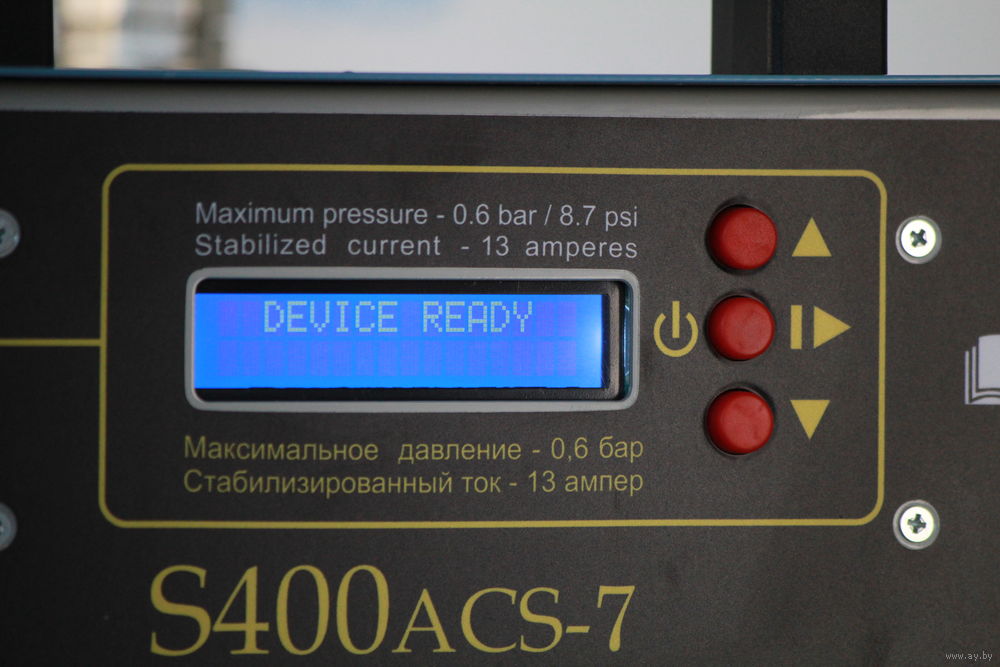 Maximum pressure - 0.6 bar / 8.7 psi
Stabilized current - 13 amperes
DEVICE READY
Максимальное давление - 0,6 бар
Стабилизированный ток - 13 ампер
S400ACS-7
www.ay.by